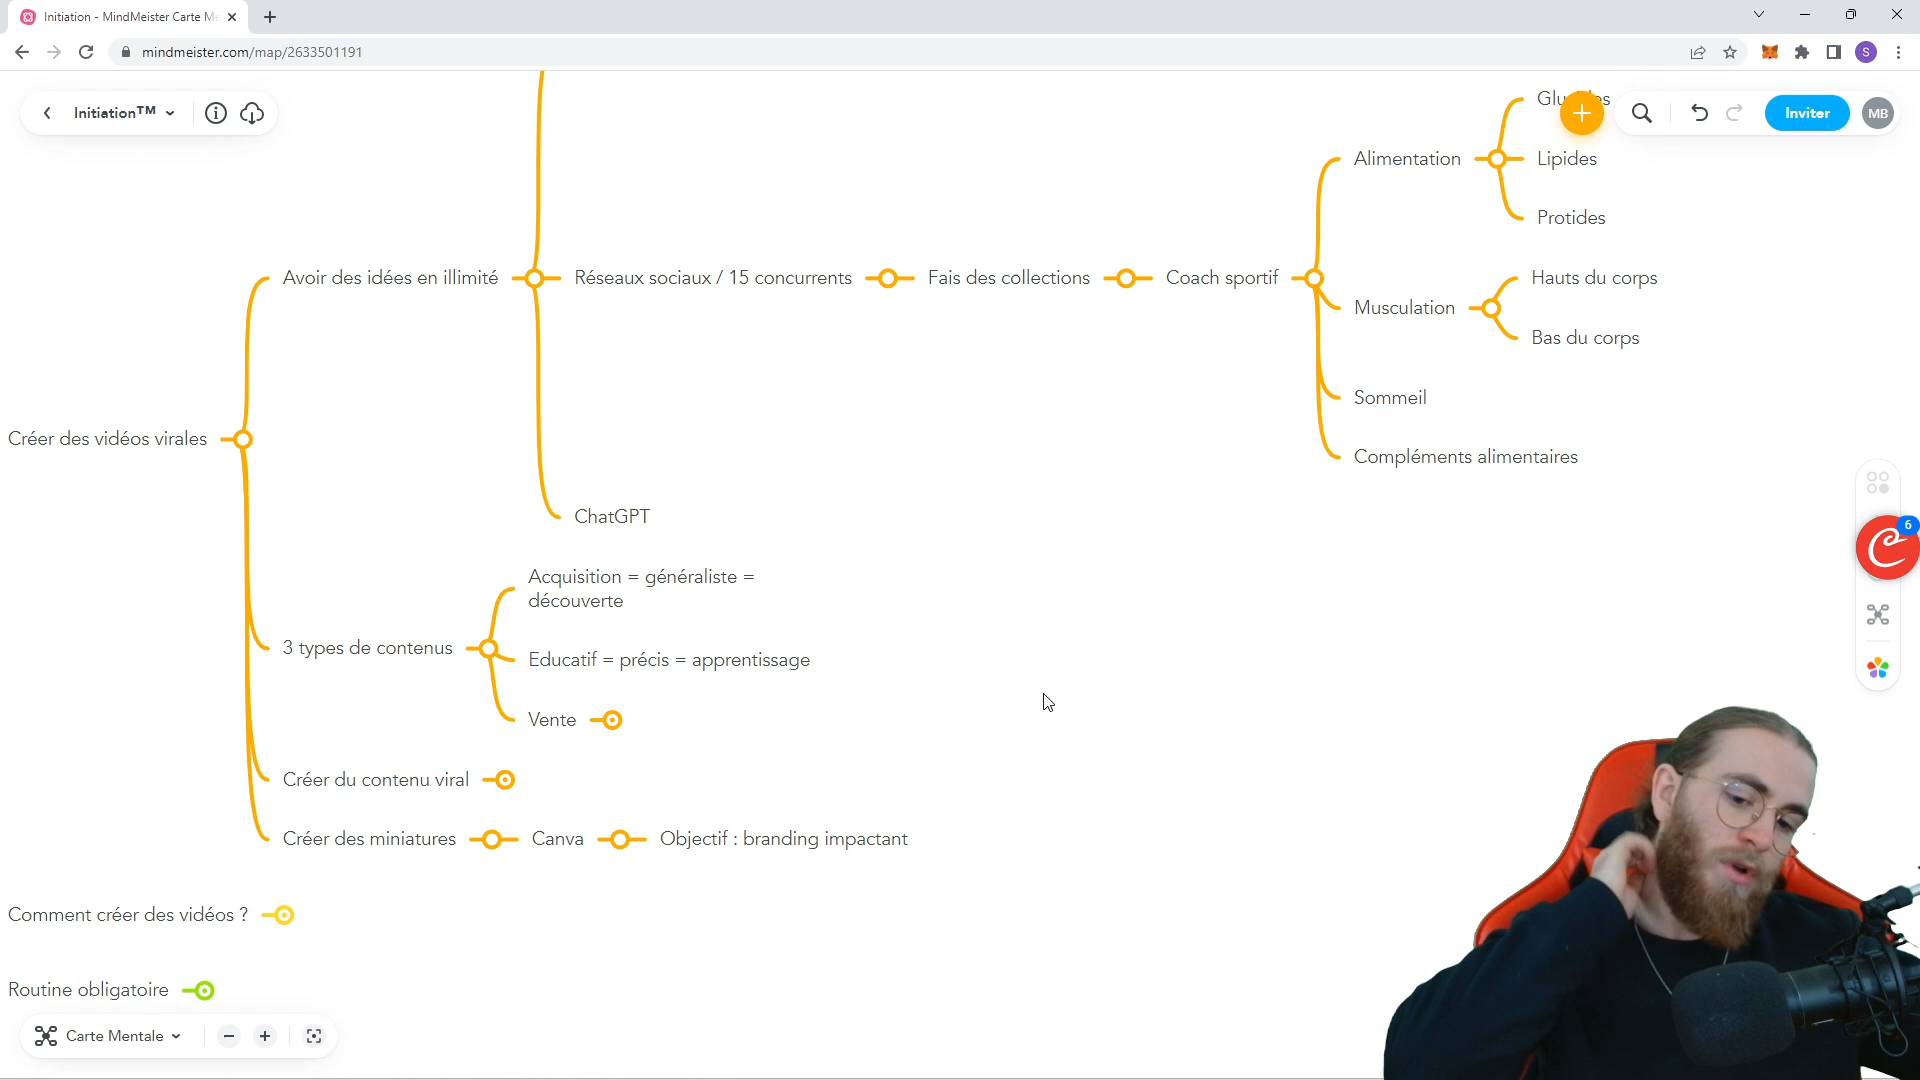 Initiation - MindMeister Carte Me
mindmeister.com/map/2633501191
S
Initiation™
Inviter
MB
Alimentation
Lipides
Protides
Avoir des idées en illimité
Réseaux sociaux / 15 concurrents
Fais des collections
Coach sportif
Hauts du corps
Musculation
Bas du corps
Sommeil
Créer des vidéos virales
Compléments alimentaires
ChatGPT
6
Acquisition = généraliste =
découverte
3 types de contenus
Educatif = précis = apprentissage
Vente
Créer du contenu viral
Créer des miniatures
Canva
Objectif : branding impactant
Comment créer des vidéos ?
Routine obligatoire
Carte Mentale